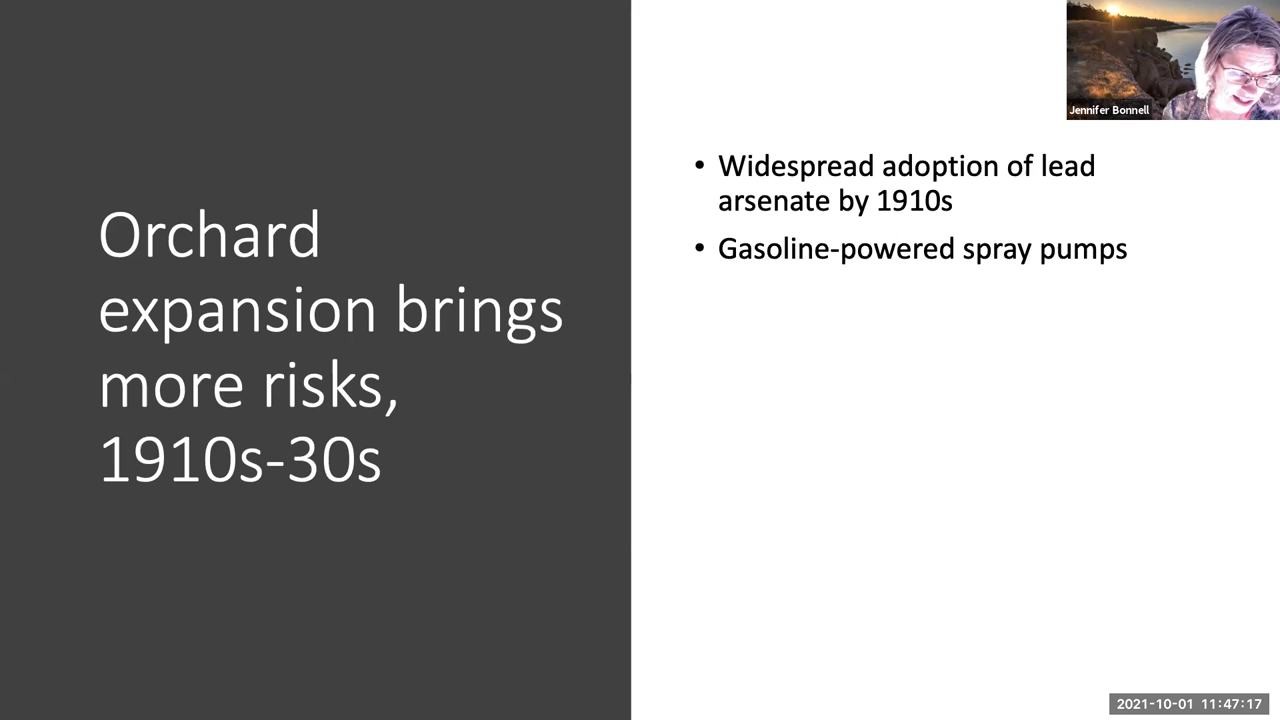 Orchard
expansion brings
more risks,
1910s-30s
Jennifer Bonnell
• Widespread adoption of lead
arsenate by 1910s
• Gasoline-powered spray pumps
2021-10-01 11:47:17